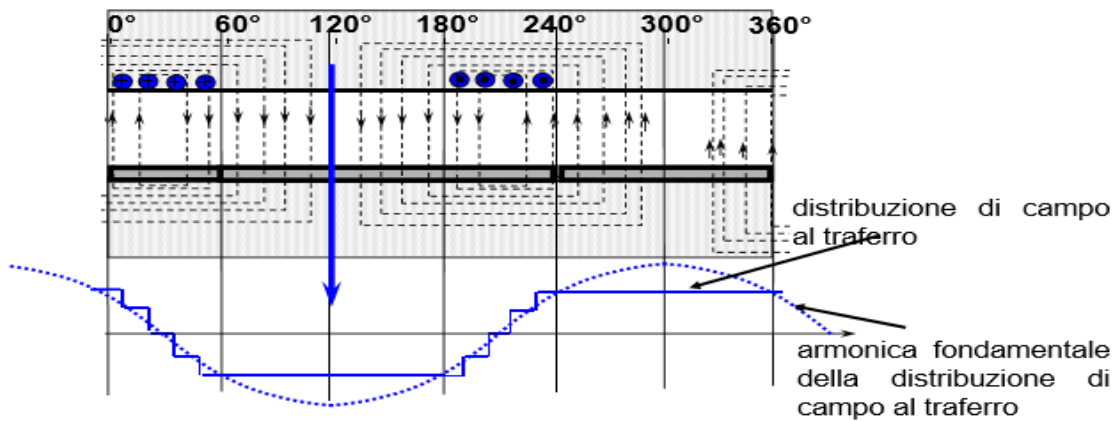 0° 60° 120° 180° 240° 300° 360°
distribuzione di campo
al traferro
armonica fondamentale
della distribuzione di
campo al traferro